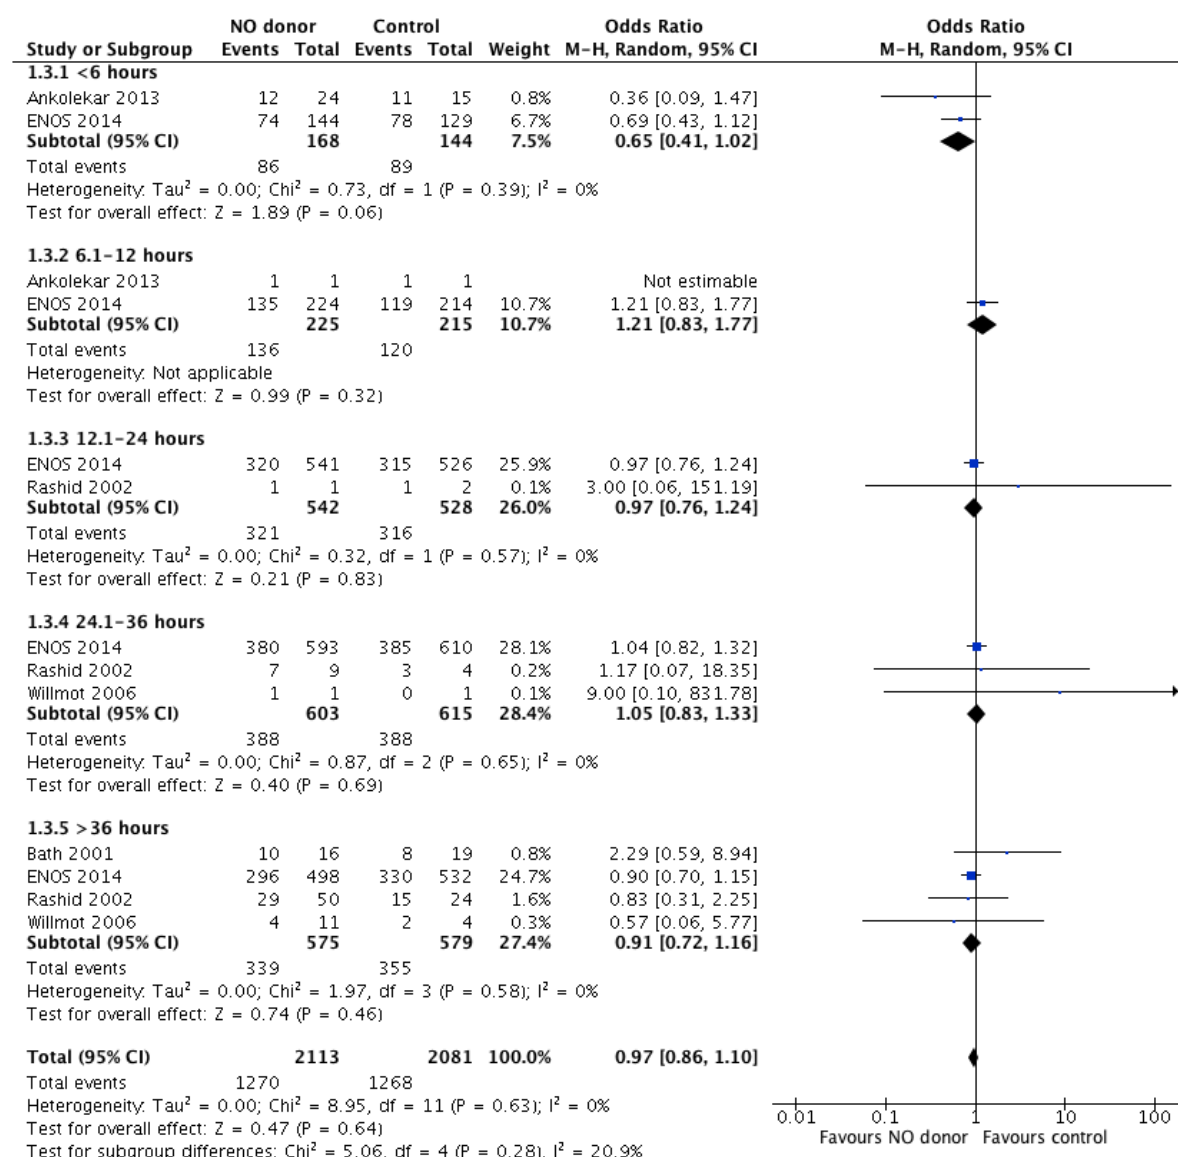 NO donor Control Odds Ratio Odds Ratio
Study or Subgroup Events Total Events Total Weight M-H, Random, 95% CI M-H, Random, 95% CI
1.3.1 <6 hours
Ankolekar 2013 12 24 11 15 0.8% 0.36 [0.09, 1.47]
ENOS 2014 74 144 78 129 6.7% 0.69 [0.43, 1.12]
Subtotal (95% CI) 168 144 7.5% 0.65 [0.41, 1.02]
Total events 86 89
Heterogeneity: Tau² = 0.00; Chi² = 0.73, df = 1 (P = 0.39); I² = 0%
Test for overall effect: Z = 1.89 (P = 0.06)
1.3.2 6.1-12 hours
Ankolekar 2013 1 1 1 1 Not estimable
ENOS 2014 135 224 119 214 10.7% 1.21 [0.83, 1.77]
Subtotal (95% CI) 225 215 10.7% 1.21 [0.83, 1.77]
Total events 136 120
Heterogeneity: Not applicable
Test for overall effect: Z = 0.99 (P = 0.32)
1.3.3 12.1-24 hours
ENOS 2014 320 541 315 526 25.9% 0.97 [0.76, 1.24]
Rashid 2002 1 1 1 2 0.1% 3.00 [0.06, 151.19]
Subtotal (95% CI) 542 528 26.0% 0.97 [0.76, 1.24]
Total events 321 316
Heterogeneity: Tau² = 0.00; Chi² = 0.32, df = 1 (P = 0.57); I² = 0%
Test for overall effect: Z = 0.21 (P = 0.83)
1.3.4 24.1-36 hours
ENOS 2014 380 593 385 610 28.1% 1.04 [0.82, 1.32]
Rashid 2002 7 9 3 4 0.2% 1.17 [0.07, 18.35]
Willmot 2006 1 1 0 1 0.1% 9.00 [0.10, 831.78]
Subtotal (95% CI) 603 615 28.4% 1.05 [0.83, 1.33]
Total events 388 388
Heterogeneity: Tau² = 0.00; Chi² = 0.87, df = 2 (P = 0.65); I² = 0%
Test for overall effect: Z = 0.40 (P = 0.69)
1.3.5 >36 hours
Bath 2001 10 16 8 19 0.8% 2.29 [0.59, 8.94]
ENOS 2014 296 498 330 532 24.7% 0.90 [0.70, 1.15]
Rashid 2002 29 50 15 24 1.6% 0.83 [0.31, 2.25]
Willmot 2006 4 11 2 4 0.3% 0.57 [0.06, 5.77]
Subtotal (95% CI) 575 579 27.4% 0.91 [0.72, 1.16]
Total events 339 355
Heterogeneity: Tau² = 0.00; Chi² = 1.97, df = 3 (P = 0.58); I² = 0%
Test for overall effect: Z = 0.74 (P = 0.46)
Total (95% CI) 2113 2081 100.0% 0.97 [0.86, 1.10]
Total events 1270 1268
Heterogeneity: Tau² = 0.00; Chi² = 8.95, df = 11 (P = 0.63); I² = 0%
Test for overall effect: Z = 0.47 (P = 0.64)
Test for subgroup differences: Chi² = 5.06, df = 4 (P = 0.28), I² = 20.9%
0.01 0.1 1 10 100
Favours NO donor Favours control